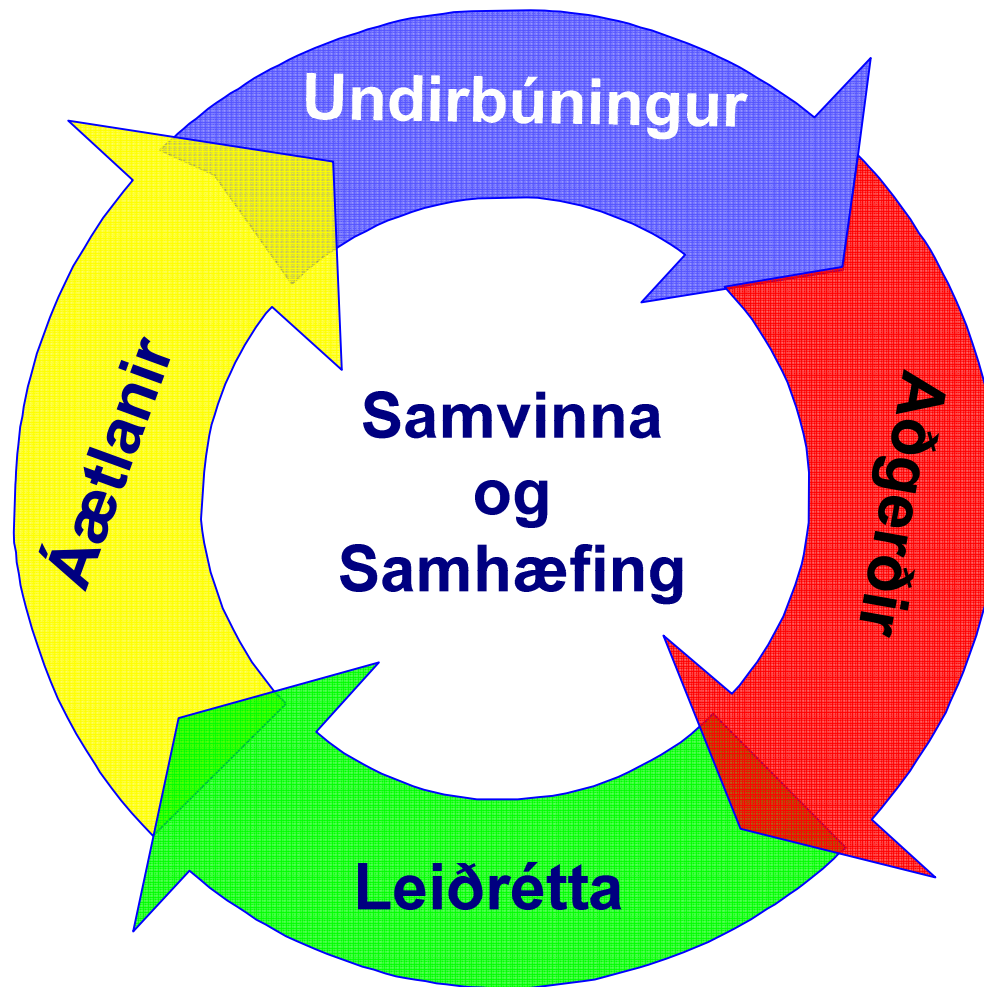 Undirbúningur
Aðgerðir
Leiðrétta
Áætlanir
Samvinna
og
Samhæfing